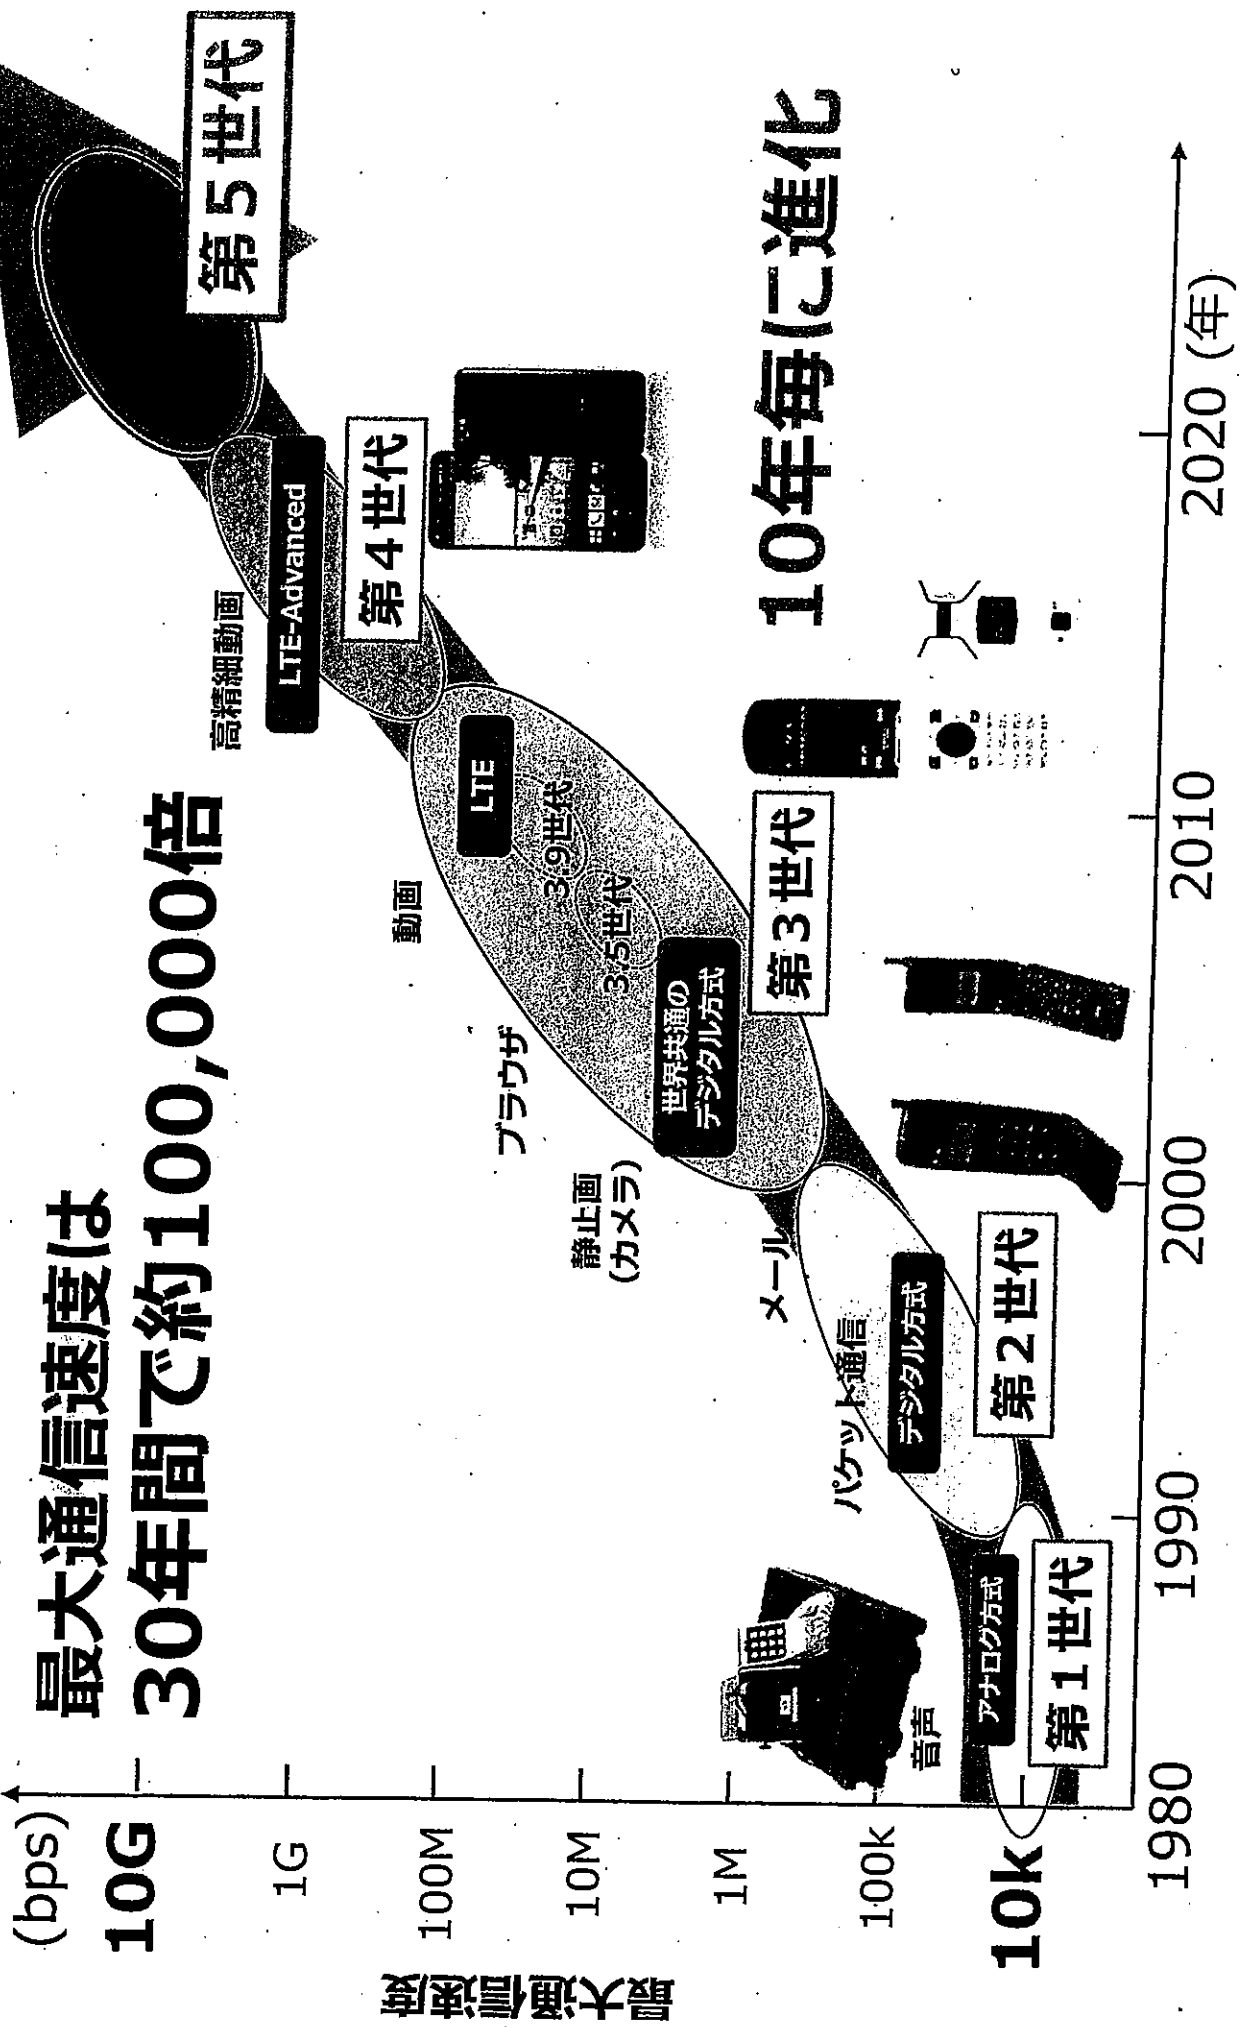 最大通信速度は
30年間で約100,000倍
(bps)
10G
1G
100M
10M
1M
100k
10k
最大通信速度
音声
パケット通信
メール
静止画
(カメラ)
ブラウザ
動画
高精細動画
アナログ方式
第1世代
デジタル方式
第2世代
世界共通の
デジタル方式
3.5世代
3.9世代
LTE
第3世代
LTE-Advanced
第4世代
第5世代
10年毎に進化
1980
1990
2000
2010
2020 (年)